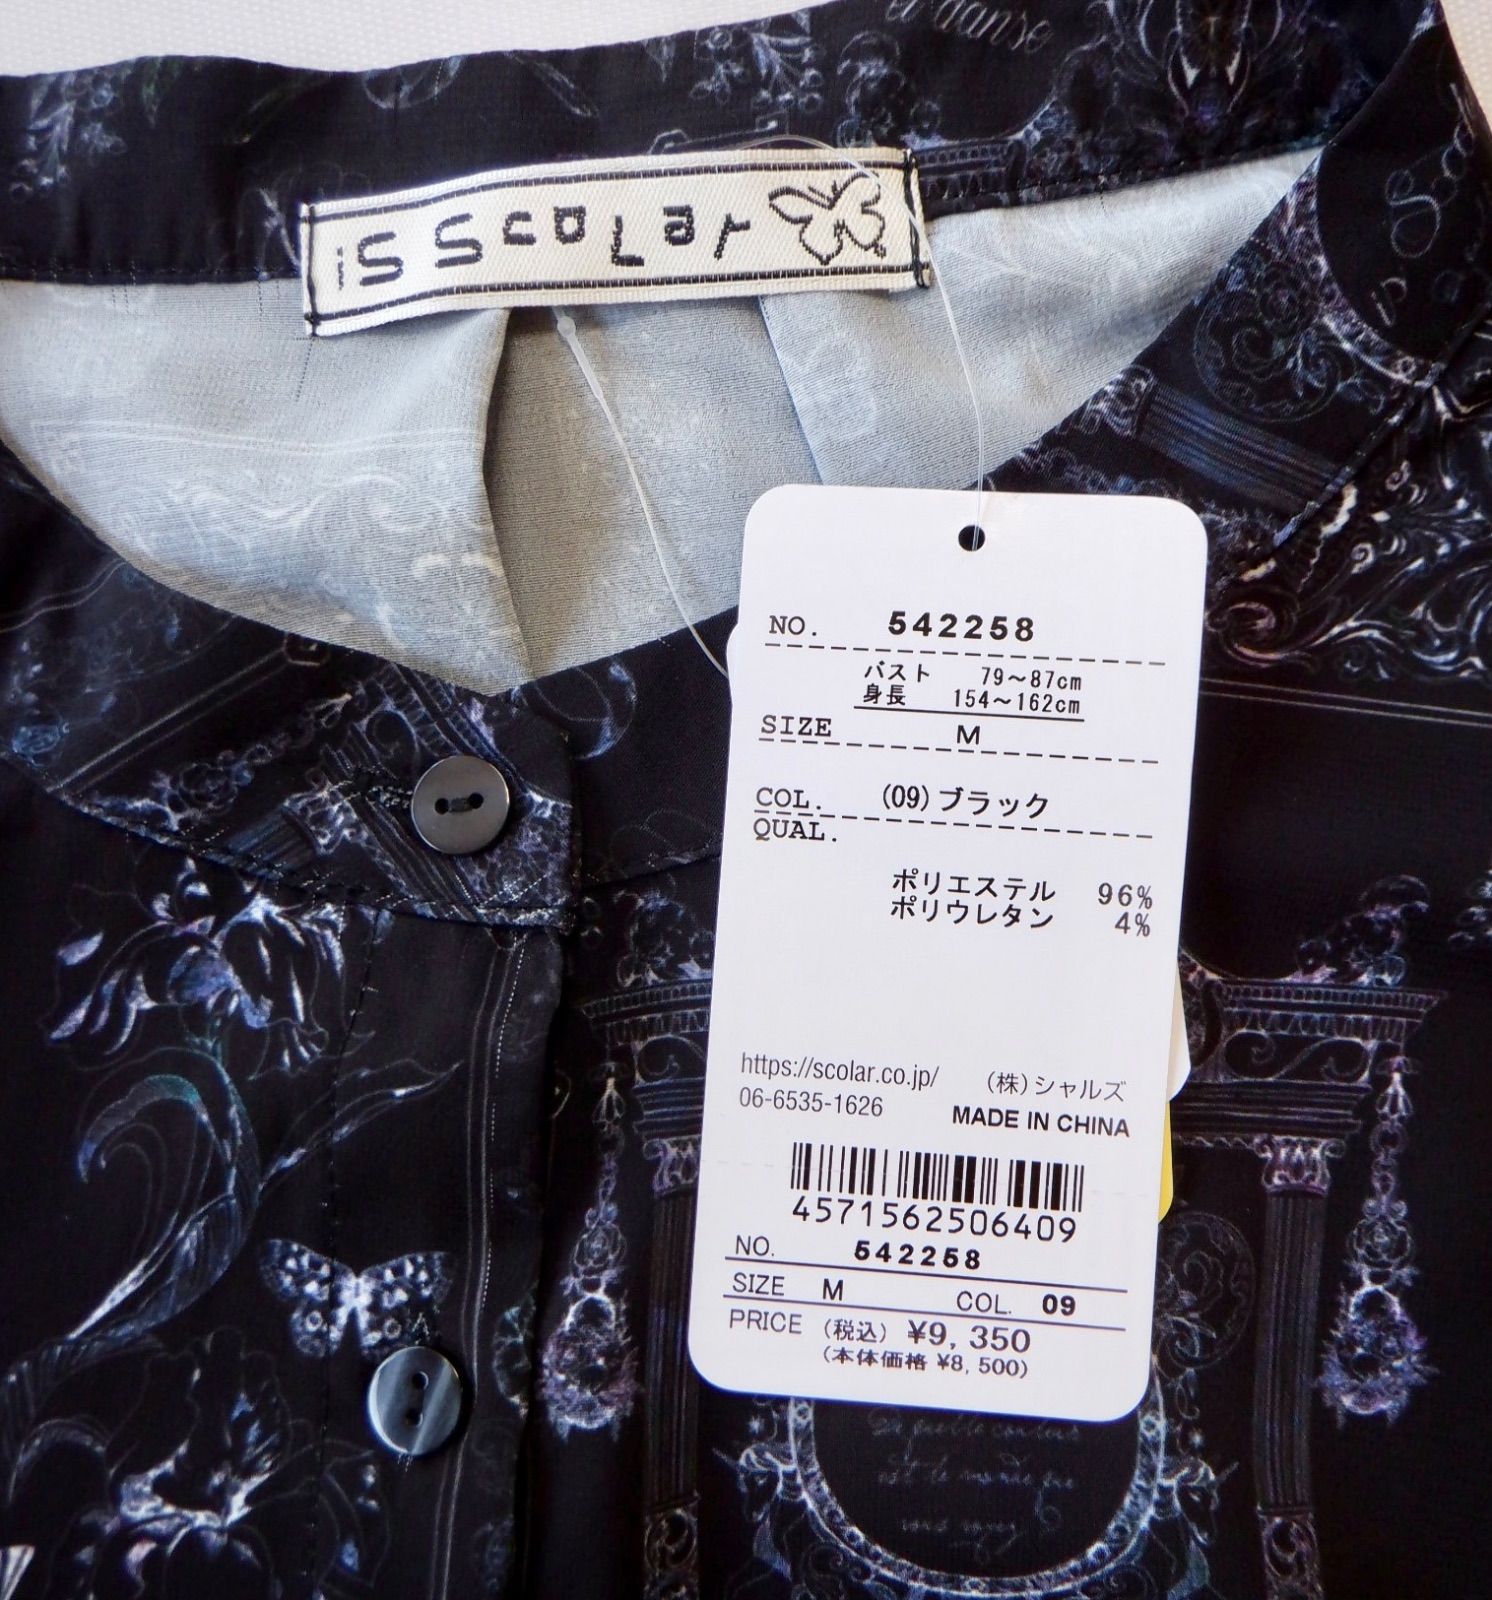 et danse
is Scolar
NO. 542258
バスト 79～87cm
身長 154～162cm
SIZE M
COL. (09)ブラック
QUAL.
ポリエステル 96%
ポリウレタン 4%
https://scolar.co.jp/ (株)シャルズ
06-6535-1626 MADE IN CHINA
4571562506409
NO. 542258
SIZE M COL. 09
PRICE (税込) ¥9,350
(本体価格 ¥8,500)